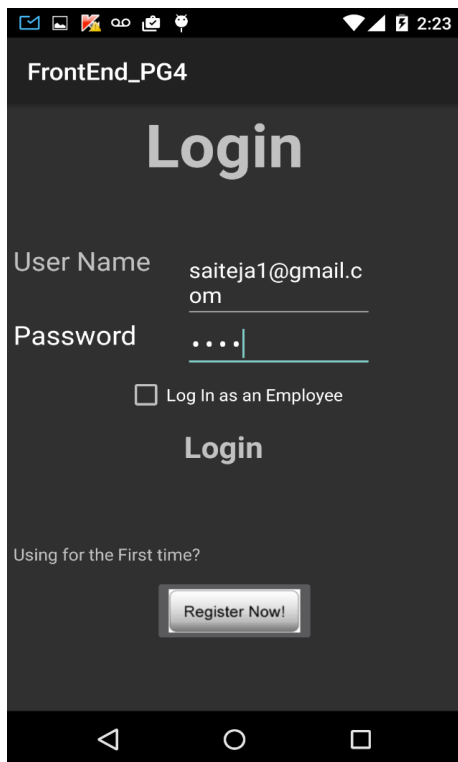 2:23
FrontEnd_PG4
Login
User Name
saiteja1@gmail.c
om
Password
••••
Log In as an Employee
Login
Using for the First time?
Register Now!